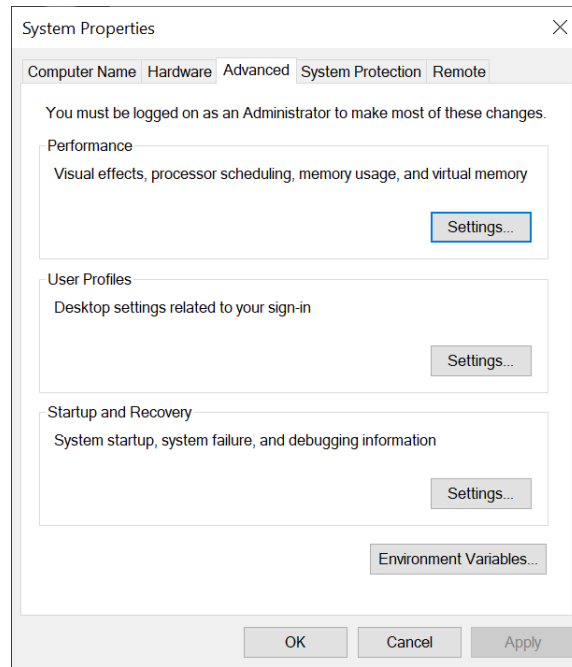 System Properties
Computer Name Hardware Advanced System Protection Remote
You must be logged on as an Administrator to make most of these changes.
Performance
Visual effects, processor scheduling, memory usage, and virtual memory
Settings...
User Profiles
Desktop settings related to your sign-in
Settings...
Startup and Recovery
System startup, system failure, and debugging information
Settings...
Environment Variables...
OK Cancel Apply